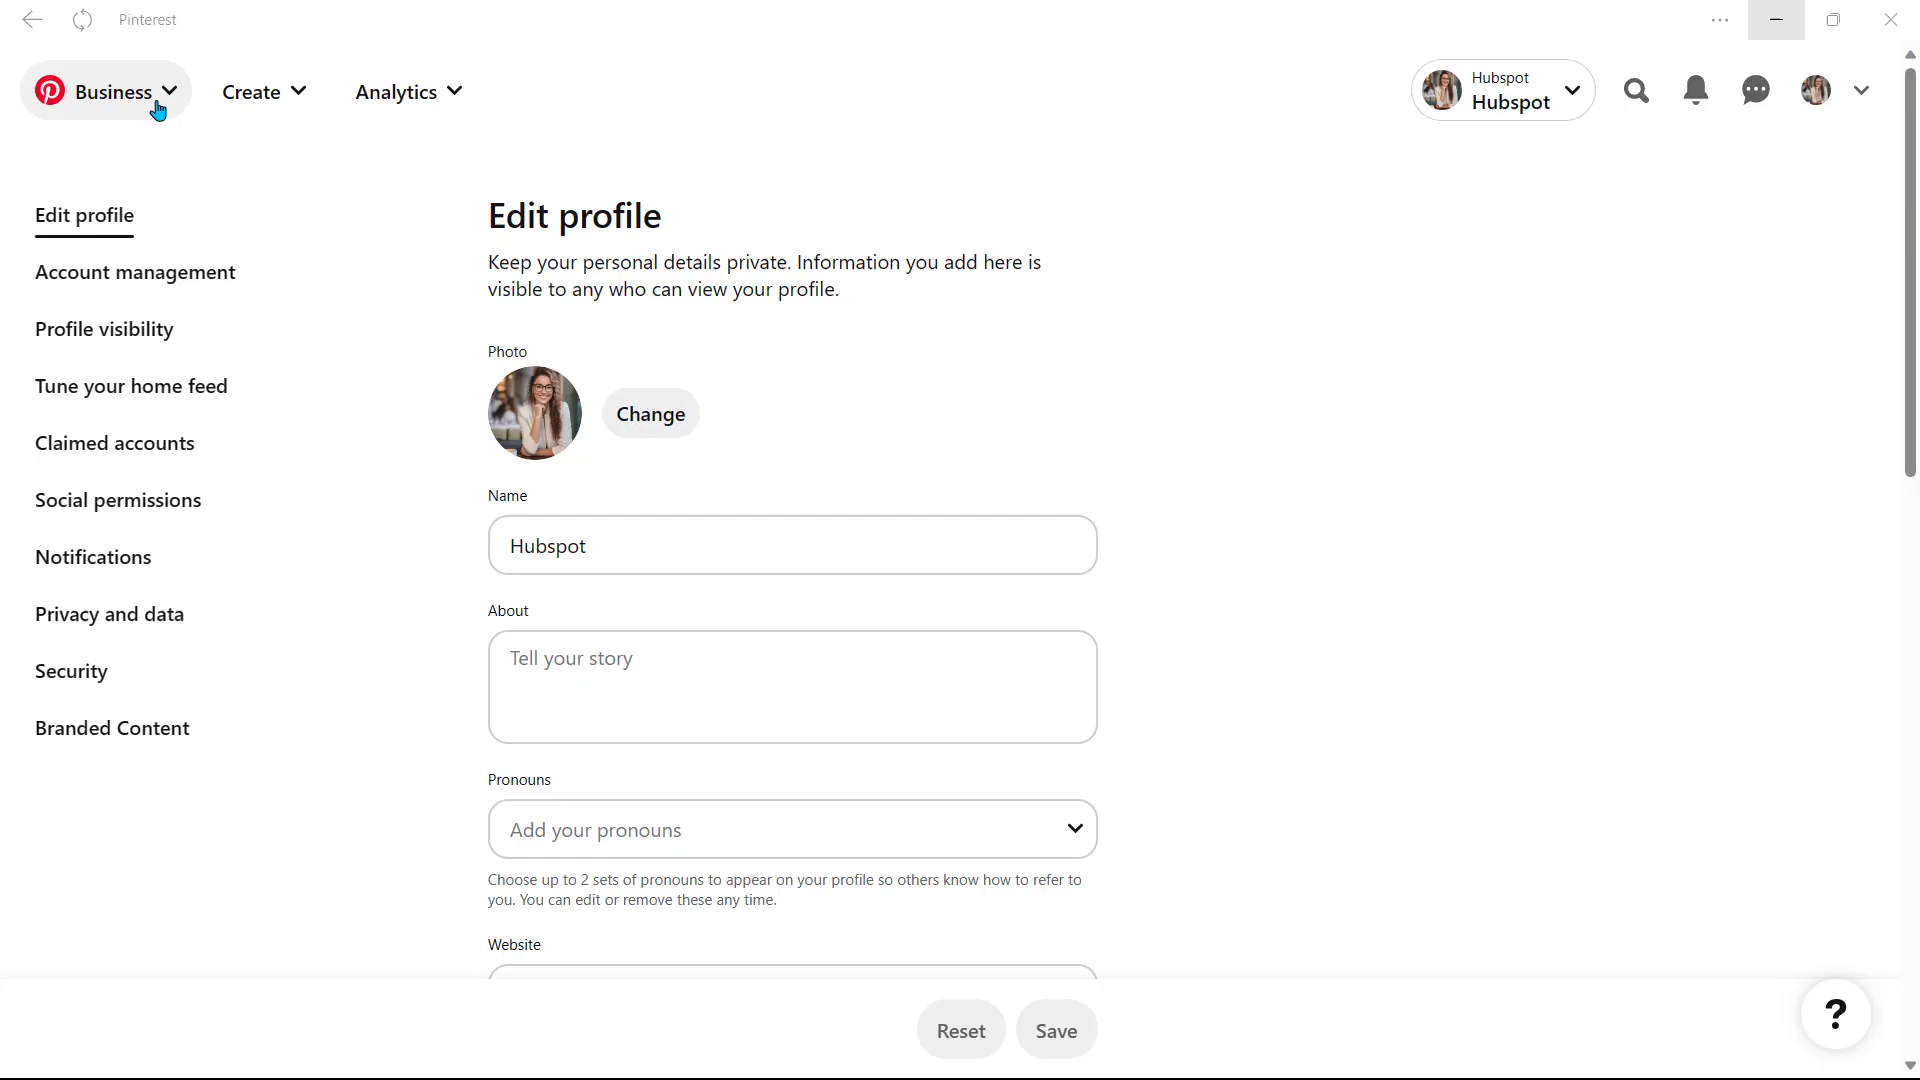 Pinterest
Business
Create
Analytics
Hubspot
Hubspot
Edit profile
Account management
Profile visibility
Tune your home feed
Claimed accounts
Social permissions
Notifications
Privacy and data
Security
Branded Content
Edit profile
Keep your personal details private. Information you add here is
visible to any who can view your profile.
Photo
Change
Name
Hubspot
About
Tell your story
Pronouns
Add your pronouns
Choose up to 2 sets of pronouns to appear on your profile so others know how to refer to
you. You can edit or remove these any time.
Website
Reset
Save
?